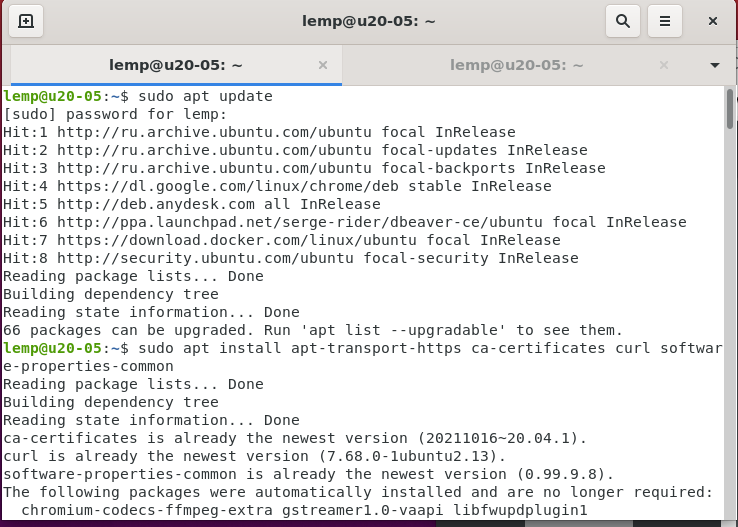 lemp@u20-05: ~
lemp@u20-05: ~
lemp@u20-05: ~
lemp@u20-05:~$ sudo apt update
[sudo] password for lemp:
Hit:1 http://ru.archive.ubuntu.com/ubuntu focal InRelease
Hit:2 http://ru.archive.ubuntu.com/ubuntu focal-updates InRelease
Hit:3 http://ru.archive.ubuntu.com/ubuntu focal-backports InRelease
Hit:4 https://dl.google.com/linux/chrome/deb stable InRelease
Hit:5 http://deb.anydesk.com all InRelease
Hit:6 http://ppa.launchpad.net/serge-rider/dbeaver-ce/ubuntu focal InRelease
Hit:7 https://download.docker.com/linux/ubuntu focal InRelease
Hit:8 http://security.ubuntu.com/ubuntu focal-security InRelease
Reading package lists... Done
Building dependency tree
Reading state information... Done
66 packages can be upgraded. Run 'apt list --upgradable' to see them.
lemp@u20-05:~$ sudo apt install apt-transport-https ca-certificates curl softwar
e-properties-common
Reading package lists... Done
Building dependency tree
Reading state information... Done
ca-certificates is already the newest version (20211016~20.04.1).
curl is already the newest version (7.68.0-1ubuntu2.13).
software-properties-common is already the newest version (0.99.9.8).
The following packages were automatically installed and are no longer required:
  chromium-codecs-ffmpeg-extra gstreamer1.0-vaapi libfwupdplugin1